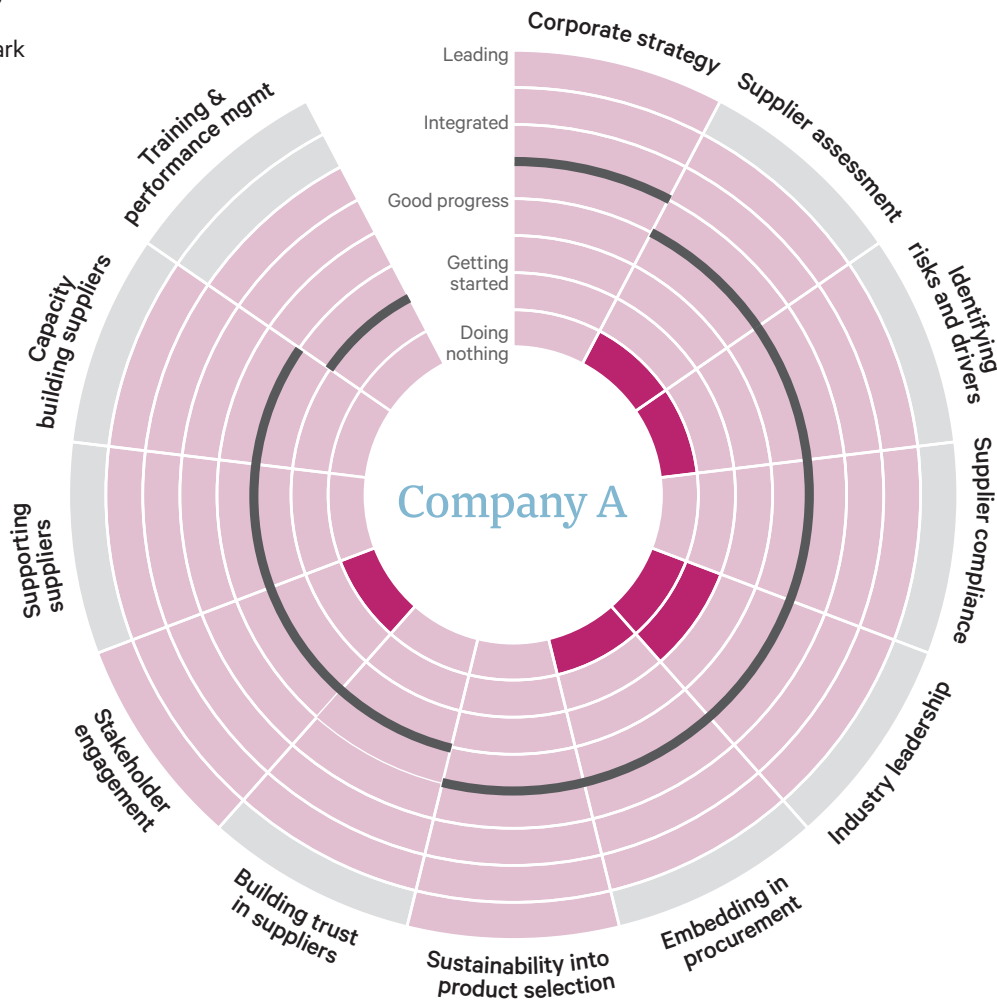 ark
Leading
Integrated
Good progress
Getting
started
Doing
nothing
Corporate strategy
Supplier assessment
Identifying
risks and drivers
Supplier compliance
Industry leadership
Embedding in
procurement
Sustainability into
product selection
Building trust
in suppliers
Stakeholder
engagement
Supporting
suppliers
Capacity
building suppliers
Training &
performance mgmt
Company A